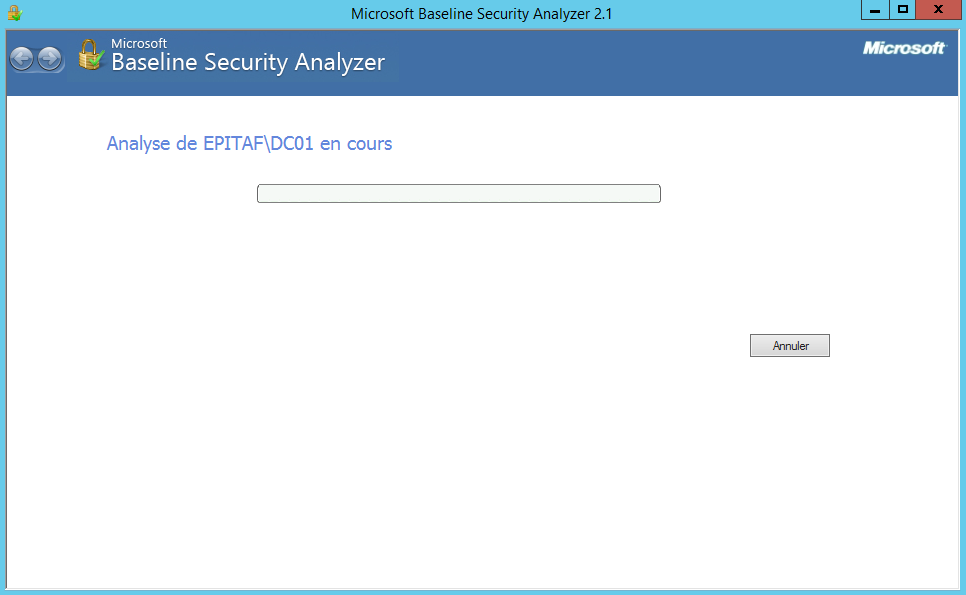 Microsoft Baseline Security Analyzer 2.1
Microsoft
Baseline Security Analyzer
Microsoft
Analyse de EPITAF\DC01 en cours
Annuler